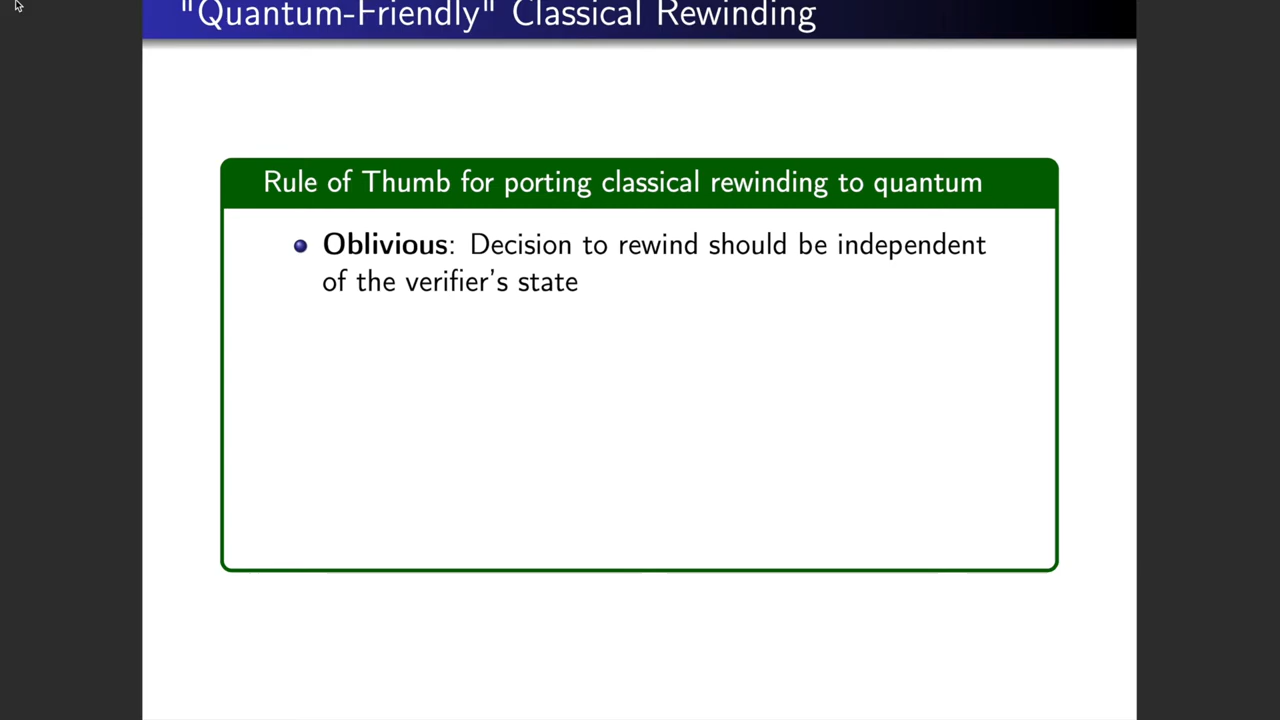 "Quantum-Friendly" Classical Rewinding
Rule of Thumb for porting classical rewinding to quantum
Oblivious: Decision to rewind should be independent
of the verifier's state